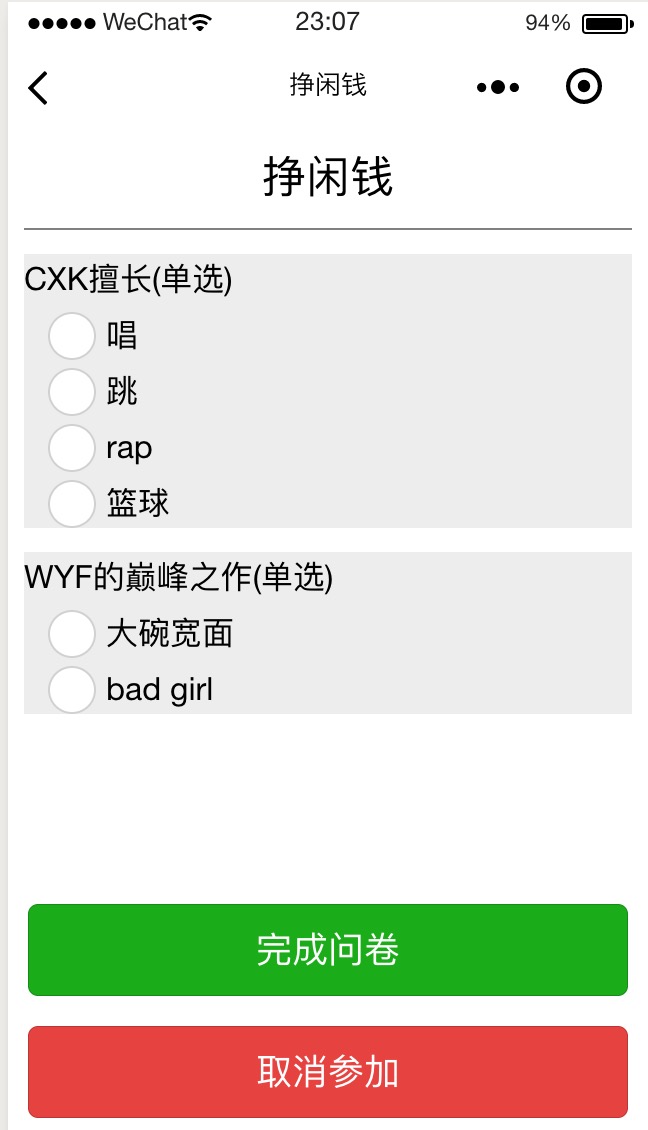 WeChat 23:07 94%
挣闲钱
挣闲钱
CXK擅长(单选)
唱
跳
rap
篮球
WYF的巅峰之作(单选)
大碗宽面
bad girl
完成问卷
取消参加